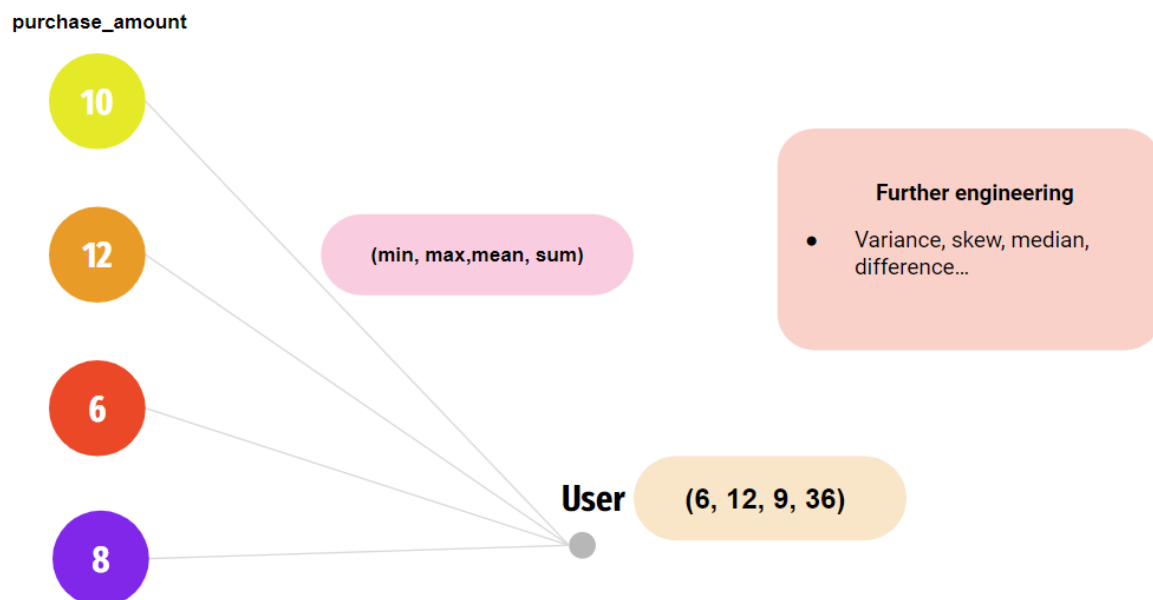 purchase_amount
10
12
(min, max,mean, sum)
6
8
User
(6, 12, 9, 36)
Further engineering
● Variance, skew, median,
difference…